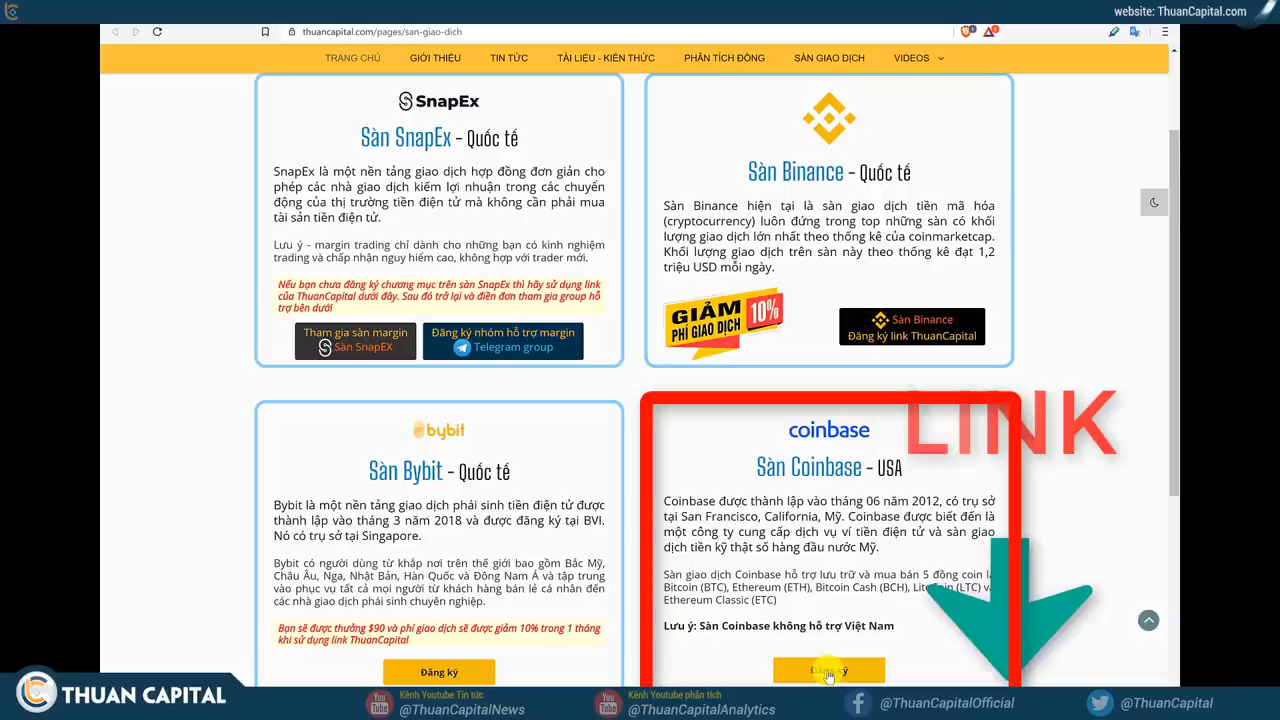 website: ThuanCapital.com
thuancapital.com/pages/san-giao-dich
TRANG CHỦ GIỚI THIỆU TIN TỨC TÀI LIỆU - KIẾN THỨC PHÂN TÍCH ĐỘNG SÀN GIAO DỊCH VIDEOS
SnapEx
Sàn SnapEx - Quốc tế
SnapEx là một nền tảng giao dịch hợp đồng đơn giản cho
phép các nhà giao dịch kiếm lợi nhuận trong các chuyển
động của thị trường tiền điện tử mà không cần phải mua
tài sản tiền điện tử.
Lưu ý - margin trading chỉ dành cho những bạn có kinh nghiệm
trading và chấp nhận nguy hiểm cao, không hợp với trader mới.
Nếu bạn chưa đăng ký chương mục trên sàn SnapEx thì hãy sử dụng link
của ThuanCapital dưới đây. Sau đó trở lại và điền đơn tham gia group hỗ
trợ bên dưới
Tham gia sàn margin
Sàn SnapEX
Đăng ký nhóm hỗ trợ margin
Telegram group
Sàn Binance - Quốc tế
Sàn Binance hiện tại là sàn giao dịch tiền mã hóa
(cryptocurrency) luôn đứng trong top những sàn có khối
lượng giao dịch lớn nhất theo thống kê của coinmarketcap.
Khối lượng giao dịch trên sàn này theo thống kê đạt 1,2
triệu USD mỗi ngày.
GIẢM 10%
PHÍ GIAO DỊCH
Sàn Binance
Đăng ký link ThuanCapital
bybit
Sàn Bybit - Quốc tế
Bybit là một nền tảng giao dịch phái sinh tiền điện tử được
thành lập vào tháng 3 năm 2018 và được đăng ký tại BVI.
Nó có trụ sở tại Singapore.
Bybit có người dùng từ khắp nơi trên thế giới bao gồm Bắc Mỹ,
Châu Âu, Nga, Nhật Bản, Hàn Quốc và Đông Nam Á và tập trung
vào phục vụ tất cả mọi người từ khách hàng bán lẻ cá nhân đến
các nhà giao dịch phái sinh chuyên nghiệp.
Bạn sẽ được thưởng $90 và phí giao dịch sẽ được giảm 10% trong 1 tháng
khi sử dụng link ThuanCapital
Đăng ký
LINK
coinbase
Sàn Coinbase - USA
Coinbase được thành lập vào tháng 06 năm 2012, có trụ sở
tại San Francisco, California, Mỹ. Coinbase được biết đến là
một công ty cung cấp dịch vụ ví tiền điện tử và sàn giao
dịch tiền kỹ thật số hàng đầu nước Mỹ.
Sàn giao dịch Coinbase hỗ trợ lưu trữ và mua bán 5 đồng coin
Bitcoin (BTC), Ethereum (ETH), Bitcoin Cash (BCH), (LTC)
Ethereum Classic (ETC)
Lưu ý: Sàn Coinbase không hỗ trợ Việt Nam
Đăng ký
THUAN CAPITAL
Kênh Youtube Tin tức
@ThuanCapitalNews
Kênh Youtube phân tích
@ThuanCapitalAnalytics
@ThuanCapitalOfficial
@ThuanCapital